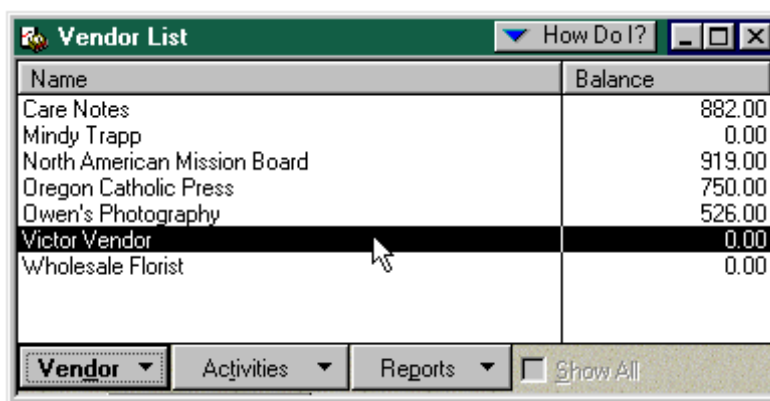 Vendor List How Do I?
Name Balance
Care Notes 882.00
Mindy Trapp 0.00
North American Mission Board 919.00
Oregon Catholic Press 750.00
Owen's Photography 526.00
Victor Vendor 0.00
Wholesale Florist 0.00
Vendor Activities Reports Show All